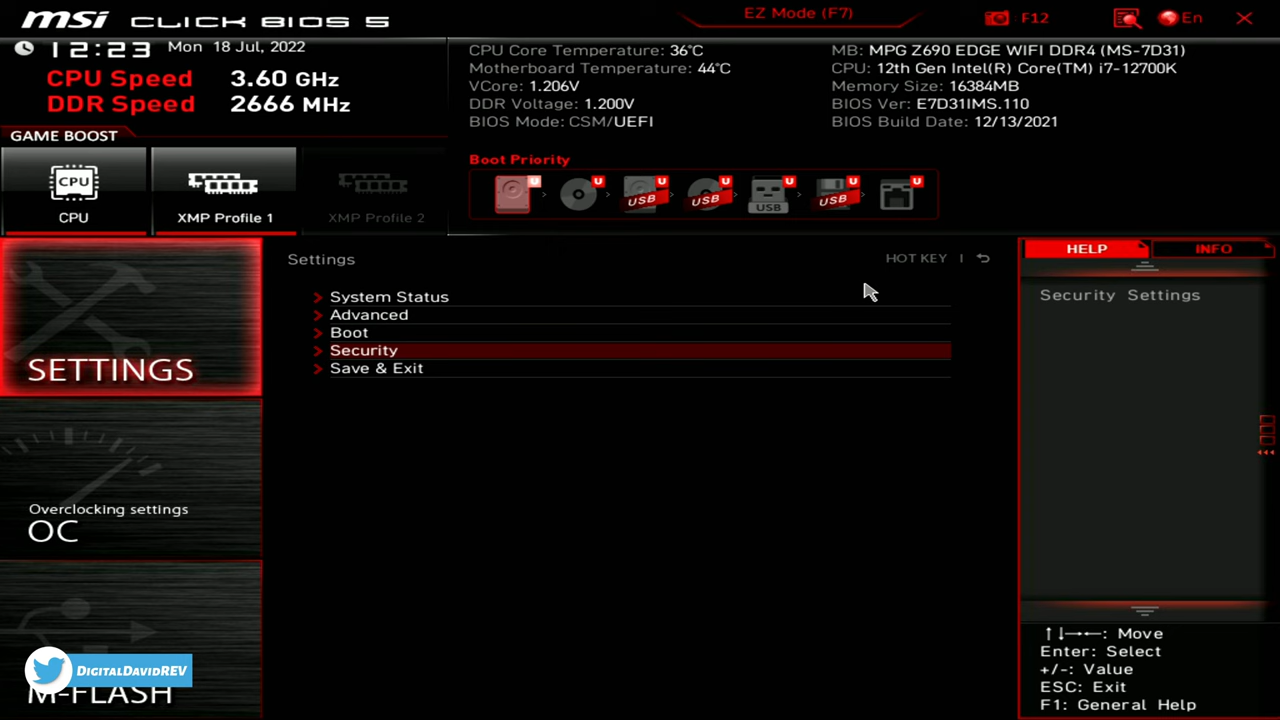 msi CLICK BIOS 5
EZ Mode (F7)
F12
En
12:23 Mon 18 Jul, 2022
CPU Speed 3.60 GHz
DDR Speed 2666 MHz
CPU Core Temperature: 36°C
Motherboard Temperature: 44°C
VCore: 1.206V
DDR Voltage: 1.200V
BIOS Mode: CSM/UEFI
MB: MPG Z690 EDGE WIFI DDR4 (MS-7D31)
CPU: 12th Gen Intel(R) Core(TM) i7-12700K
Memory Size: 16384MB
BIOS Ver: E7D31IMS.110
BIOS Build Date: 12/13/2021
GAME BOOST
CPU
CPU
XMP Profile 1
XMP Profile 2
Boot Priority
U U U U U U U
USB USB USB USB
SETTINGS
Overclocking settings
OC
M-FLASH
DIGITALDAVIDREV
Settings
HOT KEY |
> System Status
> Advanced
> Boot
> Security
> Save & Exit
HELP
INFO
Security Settings
↑↓→←: Move
Enter: Select
+/-: Value
ESC: Exit
F1: General Help